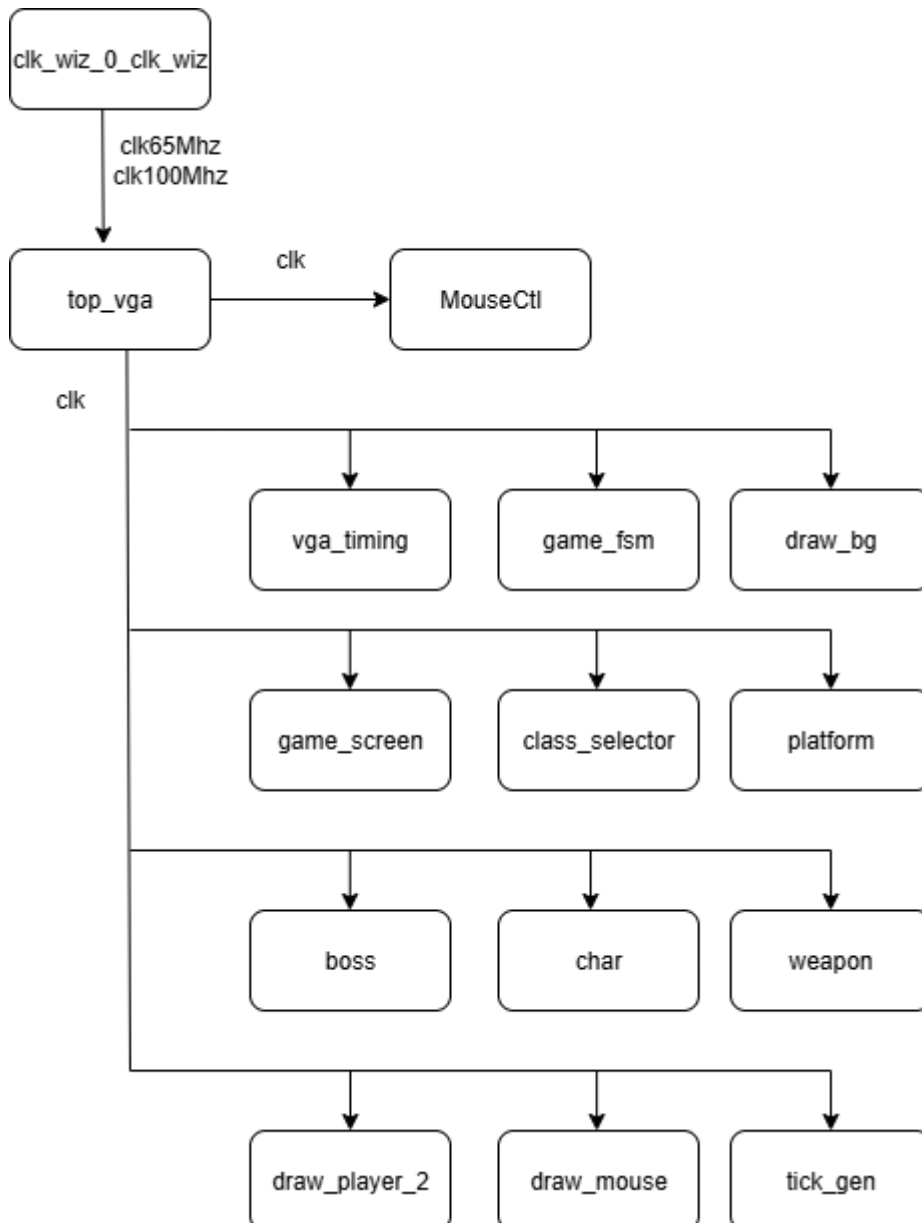 clk_wiz_0_clk_wiz
clk65Mhz
clk100Mhz
top_vga
clk
MouseCtl
clk
vga_timing
game_fsm
draw_bg
game_screen
class_selector
platform
boss
char
weapon
draw_player_2
draw_mouse
tick_gen